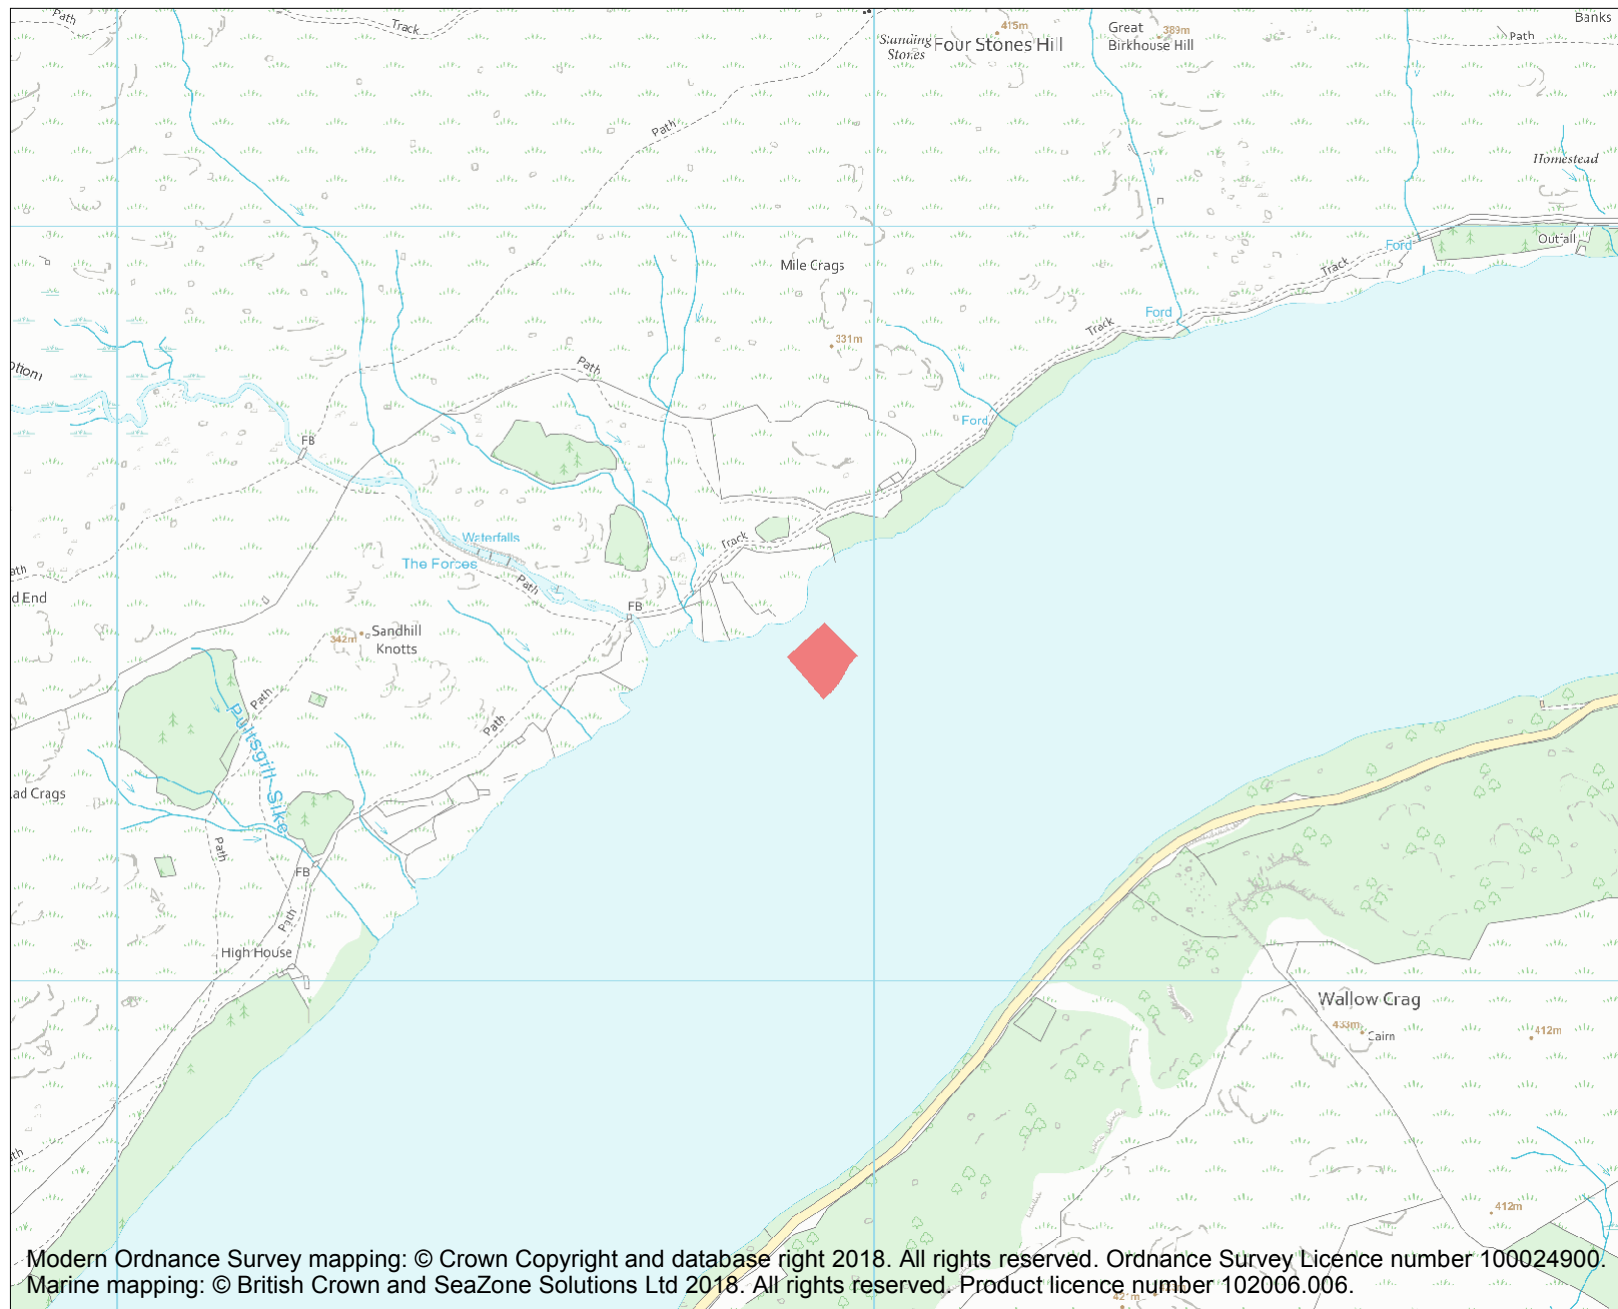 Path
Track
Standing
Stones
Four Stones Hill
415m
Great
Birkhouse Hill
389m
Banks
Path
Path
Homestead
Ford
Outfall
Mile Crags
Track
Ford
Track
331m
Path
Ford
FB
Waterfalls
The Forces
Path
Track
FB
d End
342m
Sandhill
Knotts
Path
Path
Pultsgill Sike
ad Crags
Path
FB
Path
High House
Wallow Crag
433m
Cairn
412m
412m
Modern Ordnance Survey mapping: © Crown Copyright and database right 2018. All rights reserved. Ordnance Survey Licence number 100024900.
Marine mapping: © British Crown and SeaZone Solutions Ltd 2018. All rights reserved. Product licence number 102006.006.